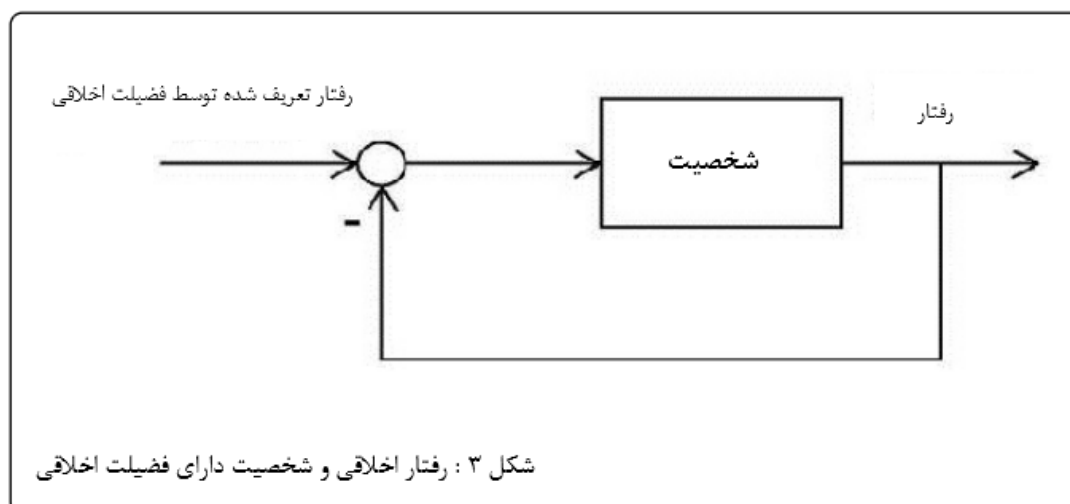 رفتار تعریف شده توسط فضیلت اخلاقی
رفتار
شخصیت
-
شکل ۳ : رفتار اخلاقی و شخصیت دارای فضیلت اخلاقی